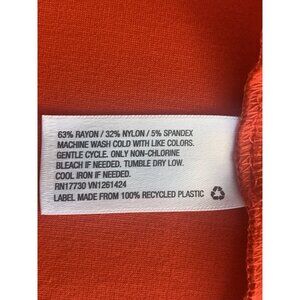 63% RAYON / 32% NYLON / 5% SPANDEX
MACHINE WASH COLD WITH LIKE COLORS.
GENTLE CYCLE. ONLY NON-CHLORINE
BLEACH IF NEEDED. TUMBLE DRY LOW.
COOL IRON IF NEEDED.
RN17730 VN1261424
LABEL MADE FROM 100% RECYCLED PLASTIC